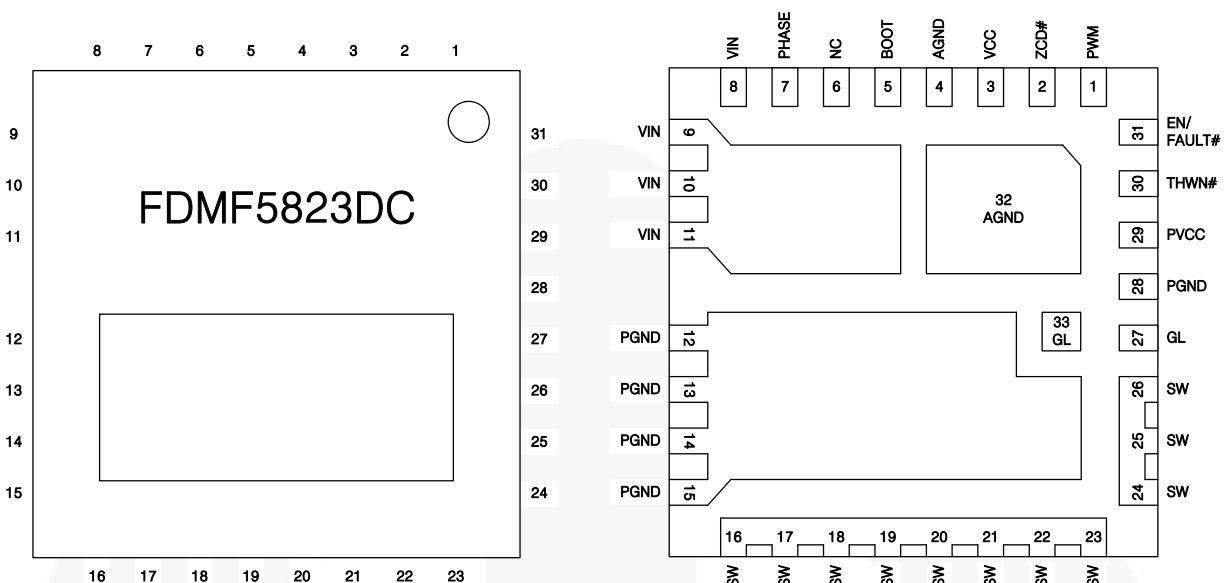 8 7 6 5 4 3 2 1
9
10
11
12
13
14
15
FDMF5823DC
31
30
29
28
27
26
25
24
16 17 18 19 20 21 22 23
VIN PHASE NC BOOT AGND VCC ZCD# PWM
8 7 6 5 4 3 2 1
VIN 9
VIN 10
VIN 11
PGND 12
PGND 13
PGND 14
PGND 15
32
AGND
33
GL
31 EN/
FAULT#
30 THWN#
29 PVCC
28 PGND
27 GL
26 SW
25 SW
24 SW
16 17 18 19 20 21 22 23
SW SW SW SW SW SW SW SW